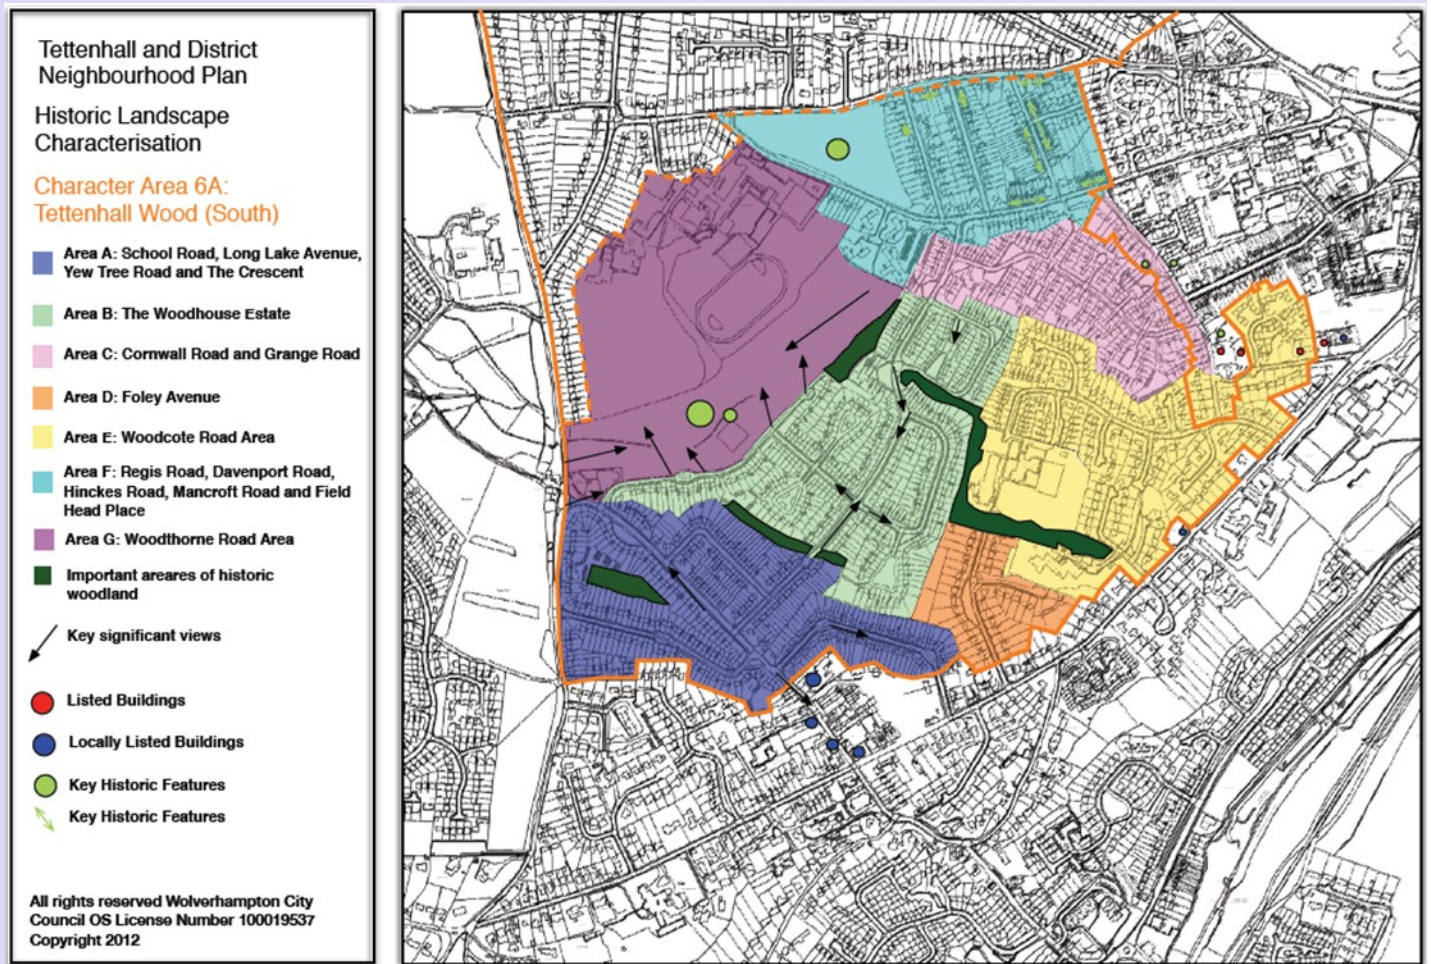 Tettenhall and District
Neighbourhood Plan
Historic Landscape
Characterisation
Character Area 6A:
Tettenhall Wood (South)
Area A: School Road, Long Lake Avenue,
Yew Tree Road and The Crescent
Area B: The Woodhouse Estate
Area C: Cornwall Road and Grange Road
Area D: Foley Avenue
Area E: Woodcote Road Area
Area F: Regis Road, Davenport Road,
Hinckes Road, Mancroft Road and Field
Head Place
Area G: Woodthorne Road Area
Important areares of historic
woodland
Key significant views
Listed Buildings
Locally Listed Buildings
Key Historic Features
Key Historic Features
All rights reserved Wolverhampton City
Council OS License Number 100019537
Copyright 2012